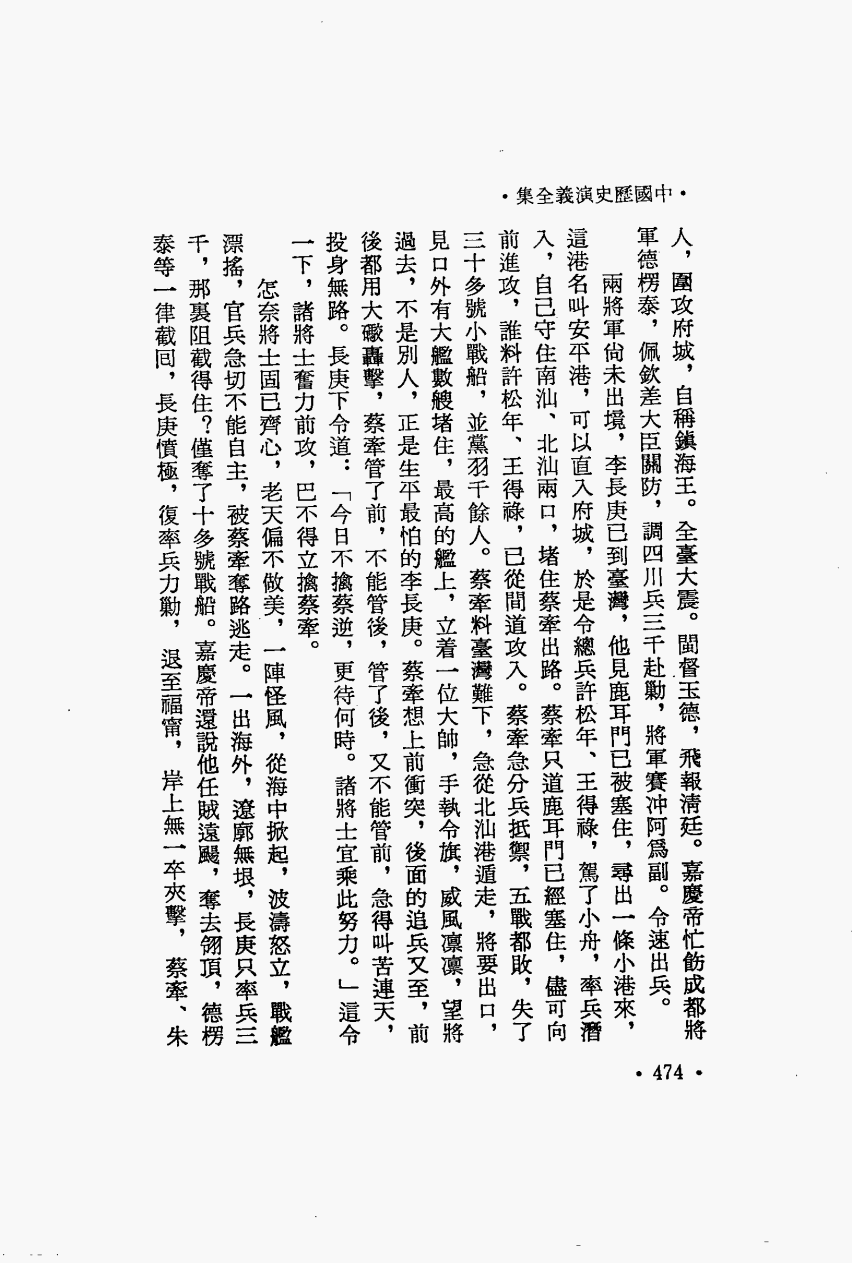 •中國歷史演義全集•
人，圍攻府城，自稱鎮海王。全臺大震。閩督玉德，飛報清廷。嘉慶帝忙飭成都將
軍德楞泰，佩欽差大臣關防，調四川兵三千赴勦，將軍賽冲阿爲副。令速出兵。
兩將軍尙未出境，李長庚已到臺灣，他見鹿耳門已被塞住，尋出一條小港來，
這港名叫安平港，可以直入府城，於是令總兵許松年、王得祿，駕了小舟，率兵潛
入，自己守住南汕、北汕兩口，堵住蔡牽出路。蔡牽只道鹿耳門已經塞住，儘可向
前進攻，誰料許松年、王得祿，已從間道攻入。蔡牽急分兵抵禦，五戰都敗，失了
三十多號小戰船，並黨羽千餘人。蔡牽料臺灣難下，急從北汕港遁走，將要出口，
見口外有大艦數艘堵住，最高的艦上，立着一位大帥，手執令旗，威風凛凛，望將
過去，不是別人，正是生平最怕的李長庚。蔡牽想上前衝突，後面的追兵又至，前
後都用大礮轟擊，蔡牽管了前，不能管後，管了後，又不能管前，急得叫苦連天，
投身無路。長庚下令道：「今日不擒蔡逆，更待何時。諸將士宜乘此努力。」這令
一下，諸將士奮力前攻，巴不得立擒蔡牽。
怎奈將士固已齊心，老天偏不做美，一陣怪風，從海中掀起，波濤怒立，戰艦
漂搖，官兵急切不能自主，被蔡牽奪路逃走。一出海外，遼廓無垠，長庚只率兵三
千，那裏阻截得住？僅奪了十多號戰船。嘉慶帝還說他任賊遠颺，奪去翎頂，德楞
泰等一律截回，長庚憤極，復率兵力勦，退至福甯，岸上無一卒夾擊，蔡牽、朱
•474•